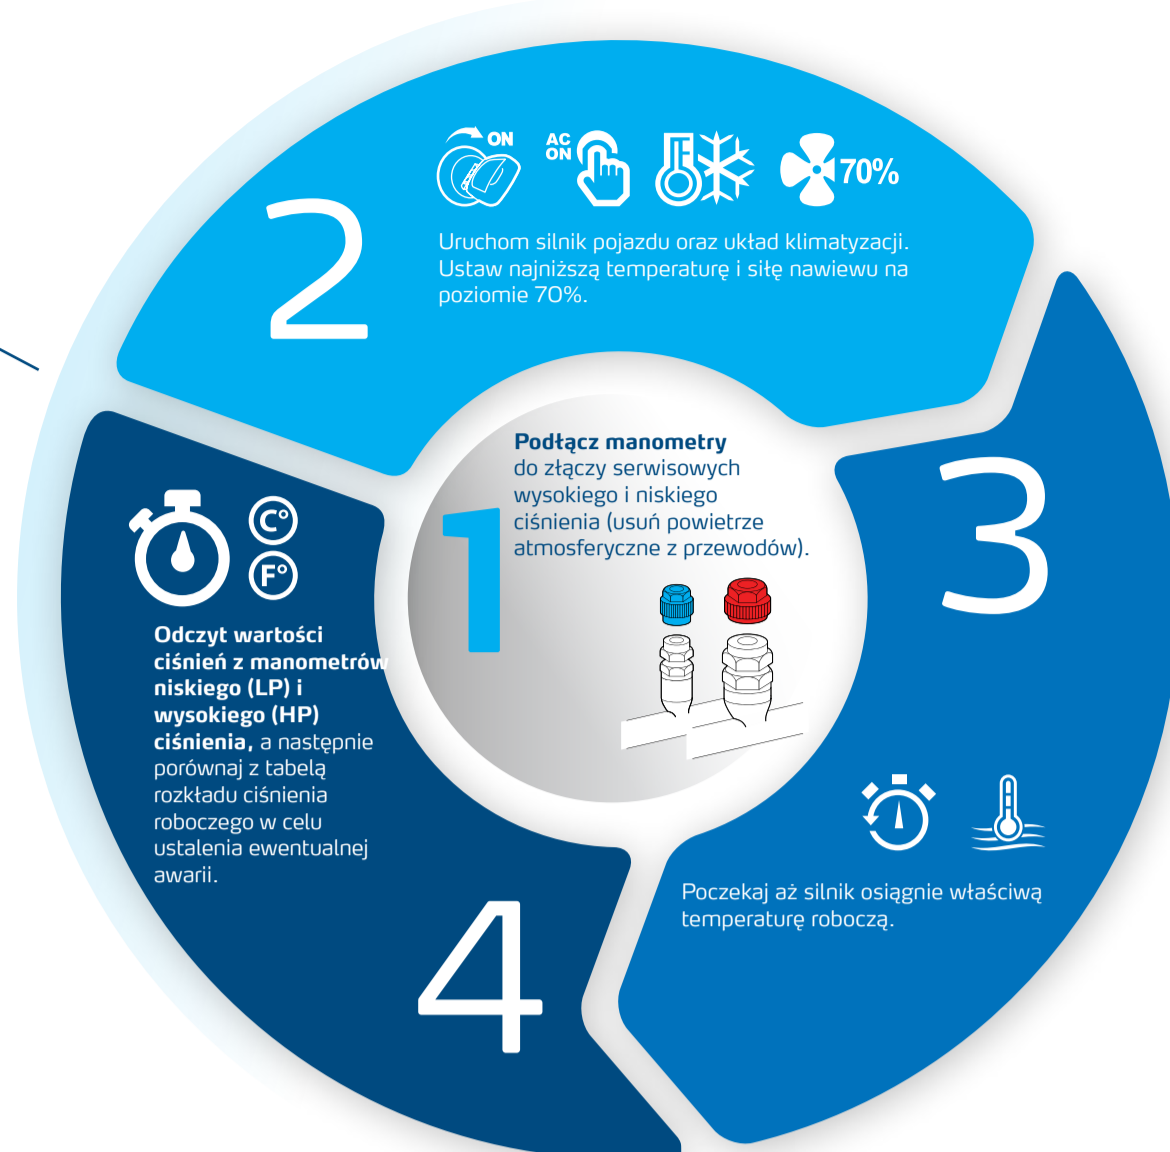 1
Podłącz manometry
do złączy serwisowych
wysokiego i niskiego
ciśnienia (usuń powietrze
atmosferyczne z przewodów).
2
ON
AC
ON
70%
Uruchom silnik pojazdu oraz układ klimatyzacji.
Ustaw najniższą temperaturę i siłę nawiewu na
poziomie 70%.
3
Poczekaj aż silnik osiągnie właściwą
temperaturę roboczą.
4
C°
F°
Odczyt wartości
ciśnień z manometrów
niskiego (LP) i
wysokiego (HP)
ciśnienia, a następnie
porównaj z tabelą
rozkładu ciśnienia
roboczego w celu
ustalenia ewentualnej
awarii.